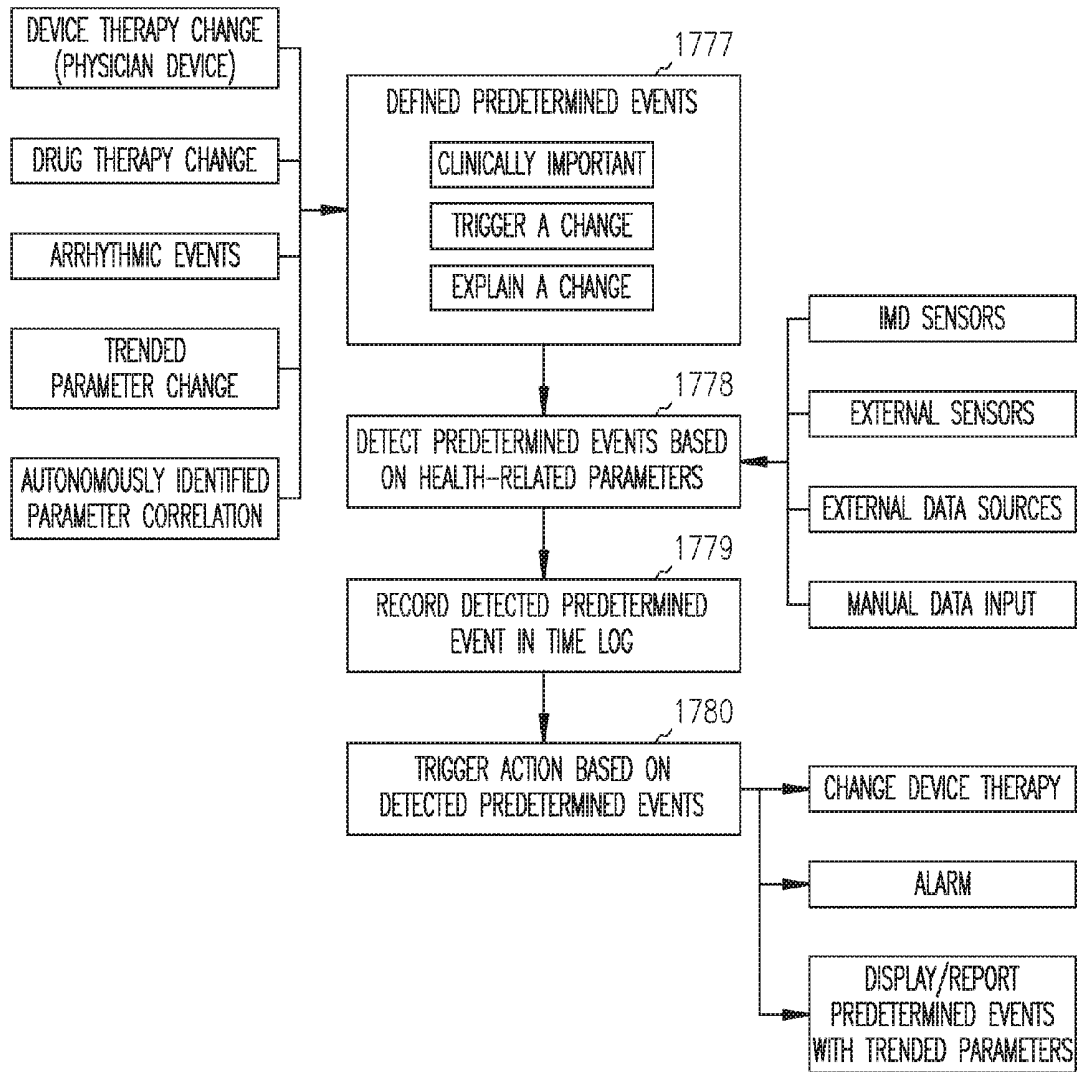 DEVICE THERAPY CHANGE
(PHYSICIAN DEVICE)
DRUG THERAPY CHANGE
ARRHYTHMIC EVENTS
TRENDED
PARAMETER CHANGE
AUTONOMOUSLY IDENTIFIED
PARAMETER CORRELATION
1777
DEFINED PREDETERMINED EVENTS
CLINICALLY IMPORTANT
TRIGGER A CHANGE
EXPLAIN A CHANGE
1778
DETECT PREDETERMINED EVENTS BASED
ON HEALTH-RELATED PARAMETERS
IMD SENSORS
EXTERNAL SENSORS
EXTERNAL DATA SOURCES
MANUAL DATA INPUT
1779
RECORD DETECTED PREDETERMINED
EVENT IN TIME LOG
1780
TRIGGER ACTION BASED ON
DETECTED PREDETERMINED EVENTS
CHANGE DEVICE THERAPY
ALARM
DISPLAY/REPORT
PREDETERMINED EVENTS
WITH TRENDED PARAMETERS